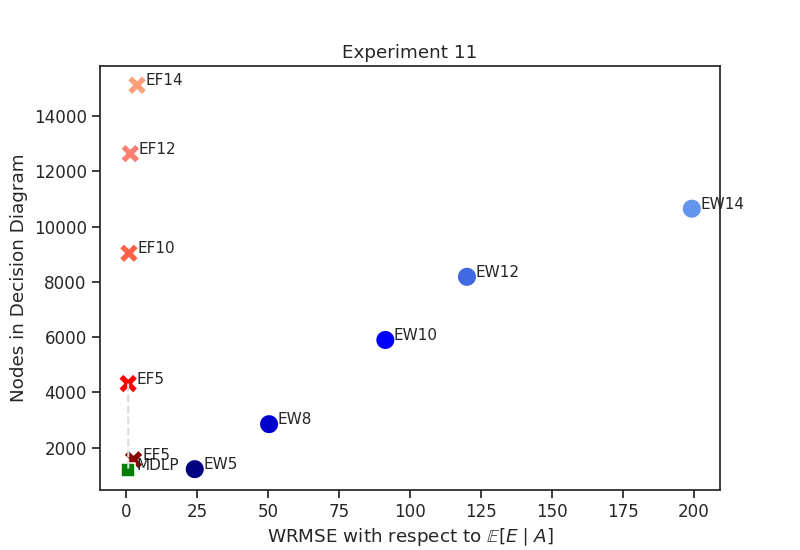 Experiment 11
Nodes in Decision Diagram
14000
12000
10000
8000
6000
4000
2000
EF14
EF12
EF10
EF5
EF5
MDLP
EW5
EW8
EW10
EW12
EW14
0
25
50
75
100
125
150
175
200
WRMSE with respect to 𝔼[E | A]